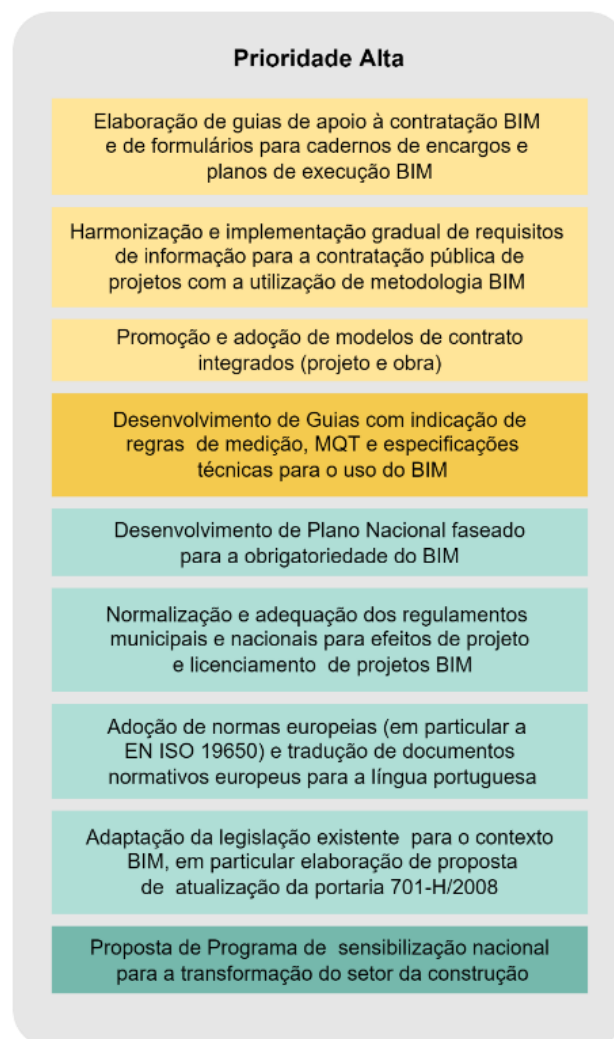 Prioridade Alta
Elaboração de guias de apoio à contratação BIM
e de formulários para cadernos de encargos e
planos de execução BIM
Harmonização e implementação gradual de requisitos
de informação para a contratação pública de
projetos com a utilização de metodologia BIM
Promoção e adoção de modelos de contrato
integrados (projeto e obra)
Desenvolvimento de Guias com indicação de
regras de medição, MQT e especificações
técnicas para o uso do BIM
Desenvolvimento de Plano Nacional faseado
para a obrigatoriedade do BIM
Normalização e adequação dos regulamentos
municipais e nacionais para efeitos de projeto
e licenciamento de projetos BIM
Adoção de normas europeias (em particular a
EN ISO 19650) e tradução de documentos
normativos europeus para a língua portuguesa
Adaptação da legislação existente para o contexto
BIM, em particular elaboração de proposta
de atualização da portaria 701-H/2008
Proposta de Programa de sensibilização nacional
para a transformação do setor da construção